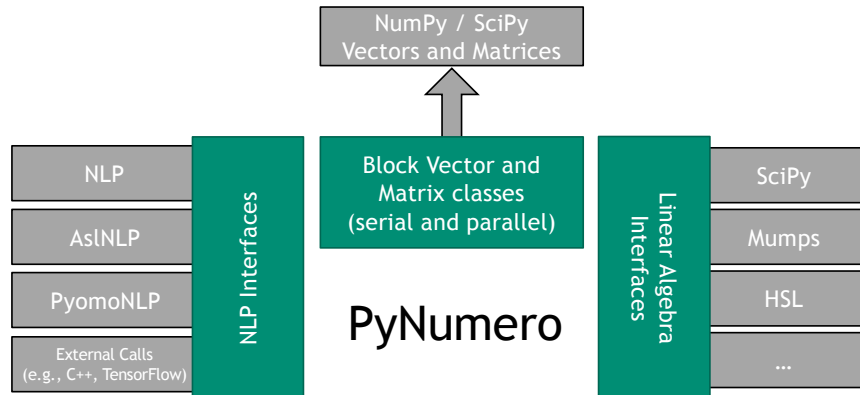 NumPy / SciPy
Vectors and Matrices
Block Vector and
Matrix classes
(serial and parallel)
NLP
AslNLP
PyomoNLP
External Calls
(e.g., C++, TensorFlow)
NLP Interfaces
PyNumero
Linear Algebra
Interfaces
SciPy
Mumps
HSL
...